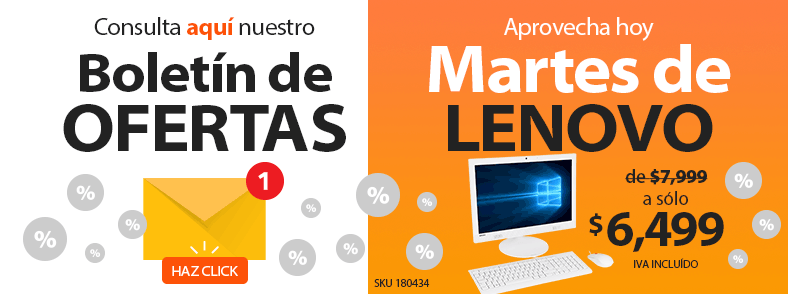 Consulta aquí nuestro
Boletín de
OFERTAS
1
%
%
%
%
%
%
%
HAZ CLICK
Aprovecha hoy
Martes de
LENOVO
de $7,999
a sólo
$6,499
IVA INCLUÍDO
%
%
%
%
%
%
SKU 180434